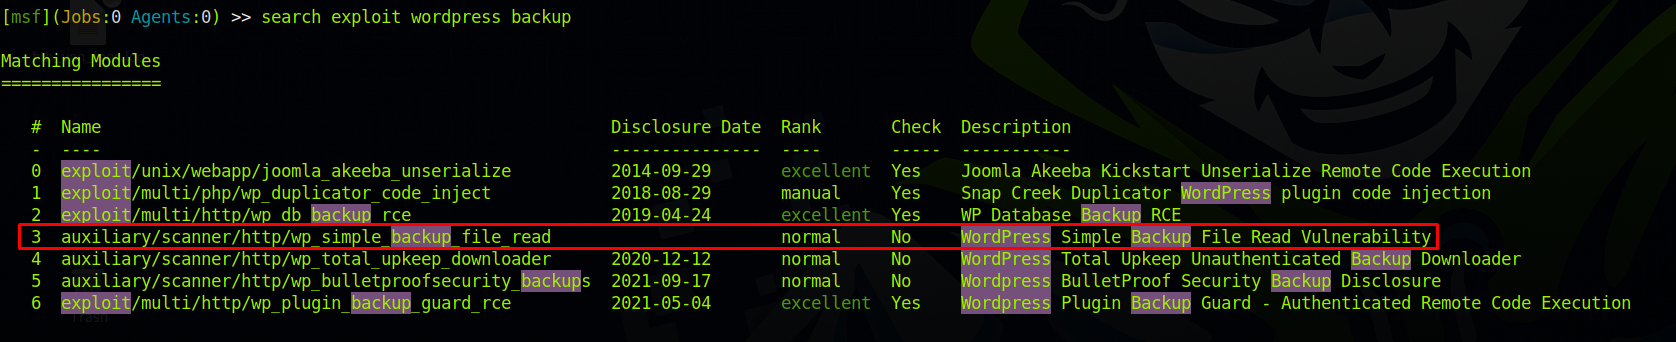 [msf](Jobs:0 Agents:0) >> search exploit wordpress backup
Matching Modules
================
# Name Disclosure Date Rank Check Description
- ---- --------------- ---- ----- -----------
0 exploit/unix/webapp/joomla_akeeba_unserialize 2014-09-29 excellent Yes Joomla Akeeba Kickstart Unserialize Remote Code Execution
1 exploit/multi/php/wp_duplicator_code_inject 2018-08-29 manual Yes Snap Creek Duplicator WordPress plugin code injection
2 exploit/multi/http/wp_db_backup_rce 2019-04-24 excellent Yes WP Database Backup RCE
3 auxiliary/scanner/http/wp_simple_backup_file_read normal No WordPress Simple Backup File Read Vulnerability
4 auxiliary/scanner/http/wp_total_upkeep_downloader 2020-12-12 normal No WordPress Total Upkeep Unauthenticated Backup Downloader
5 auxiliary/scanner/http/wp_bulletproofsecurity_backups 2021-09-17 normal No WordPress BulletProof Security Backup Disclosure
6 exploit/multi/http/wp_plugin_backup_guard_rce 2021-05-04 excellent Yes Wordpress Plugin Backup Guard - Authenticated Remote Code Execution
Trash